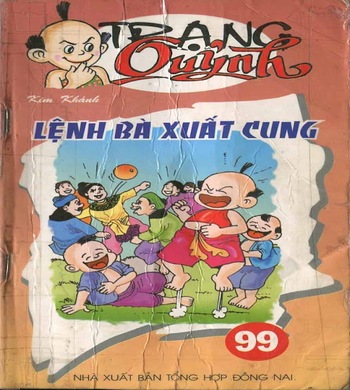 TRẠNG
Quỳnh
Kim Khánh
LỆNH BÀ XUẤT CUNG
99
NHÀ XUẤT BẢN TỔNG HỢP ĐỒNG NAI.